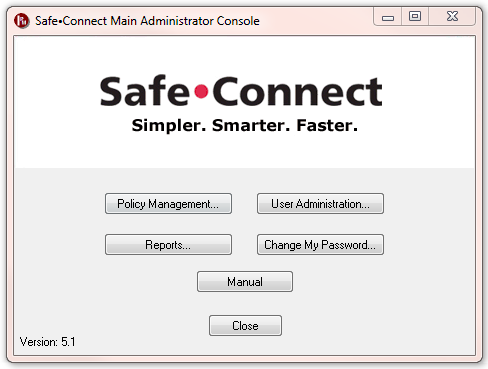 Safe•Connect Main Administrator Console
Safe•Connect
Simpler. Smarter. Faster.
Policy Management... User Administration...
Reports... Change My Password...
Manual
Close
Version: 5.1